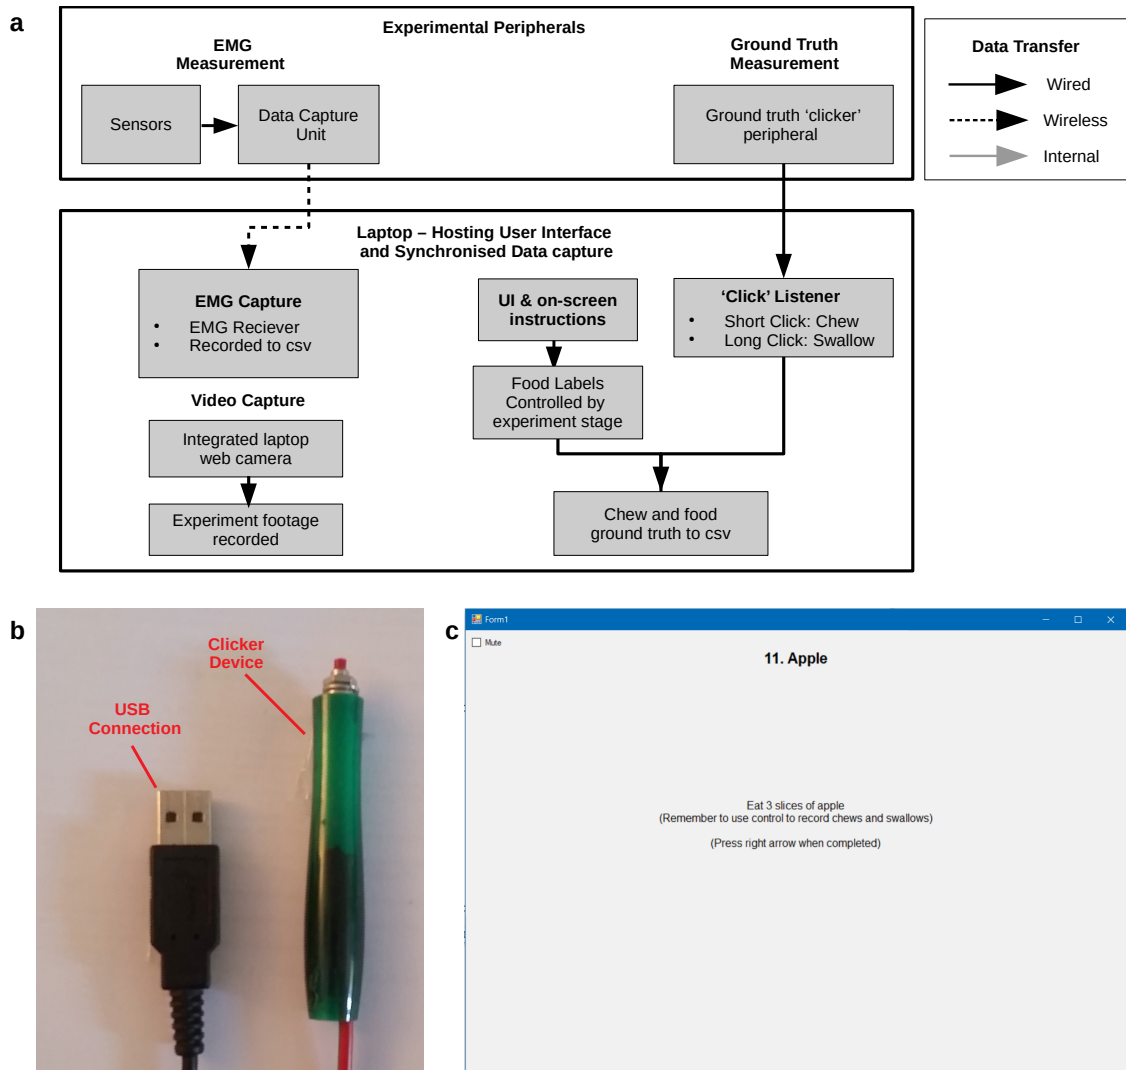 a
Experimental Peripherals
EMG
Measurement
Ground Truth
Measurement
Sensors
Data Capture
Unit
Ground truth ‘clicker’
peripheral
Data Transfer
Wired
Wireless
Internal
Laptop – Hosting User Interface
and Synchronised Data capture
EMG Capture
• EMG Reciever
• Recorded to csv
UI & on-screen
instructions
‘Click’ Listener
• Short Click: Chew
• Long Click: Swallow
Food Labels
Controlled by
experiment stage
Video Capture
Integrated laptop
web camera
Experiment footage
recorded
Chew and food
ground truth to csv
b
Clicker
Device
USB
Connection
c
Form1
Mute
11. Apple
Eat 3 slices of apple
(Remember to use control to record chews and swallows)
(Press right arrow when completed)